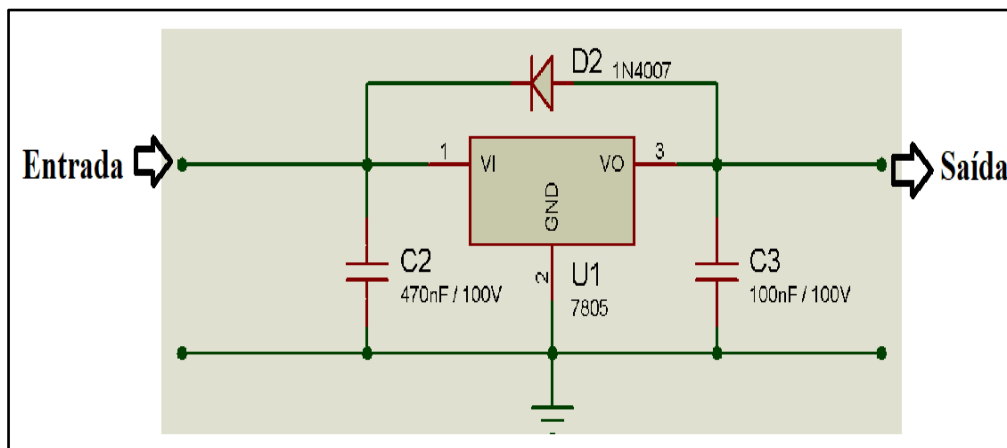 D2 1N4007
Entrada
1
VI
VO
3
Saída
GND
C2
470nF / 100V
2
U1
7805
C3
100nF / 100V